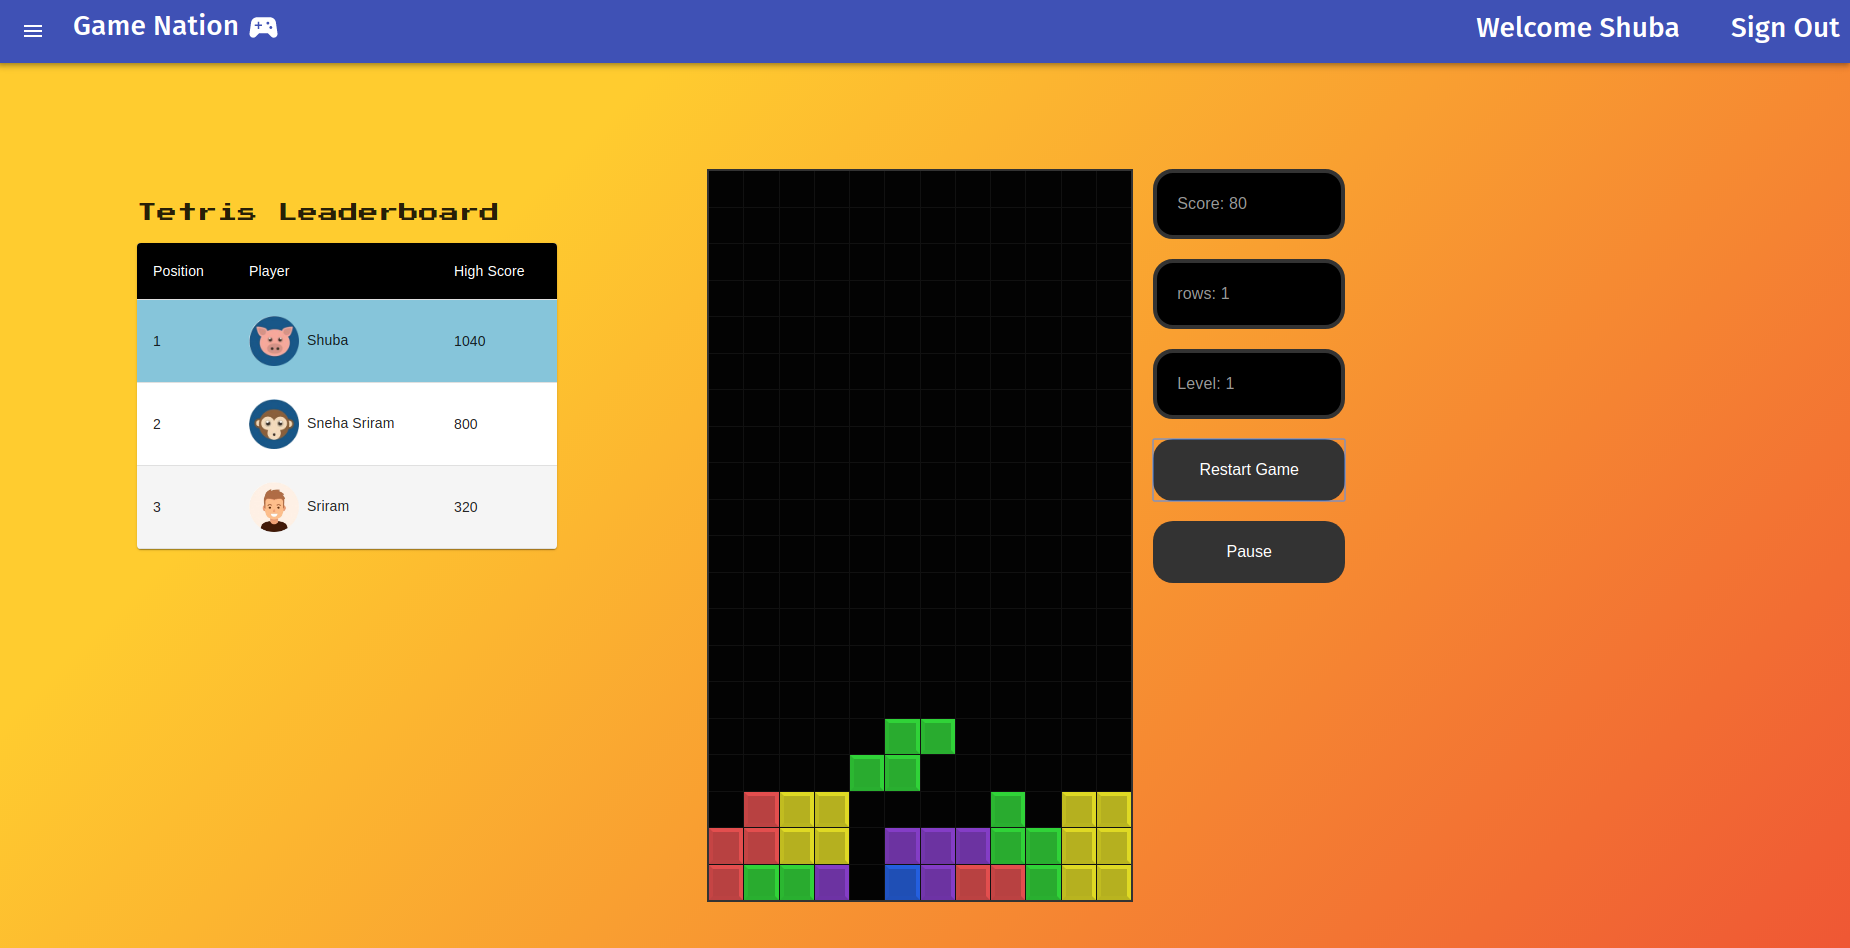 Game Nation
Welcome Shuba
Sign Out
Tetris Leaderboard
Position Player High Score
1 Shuba 1040
2 Sneha Sriram 800
3 Sriram 320
Score: 80
rows: 1
Level: 1
Restart Game
Pause